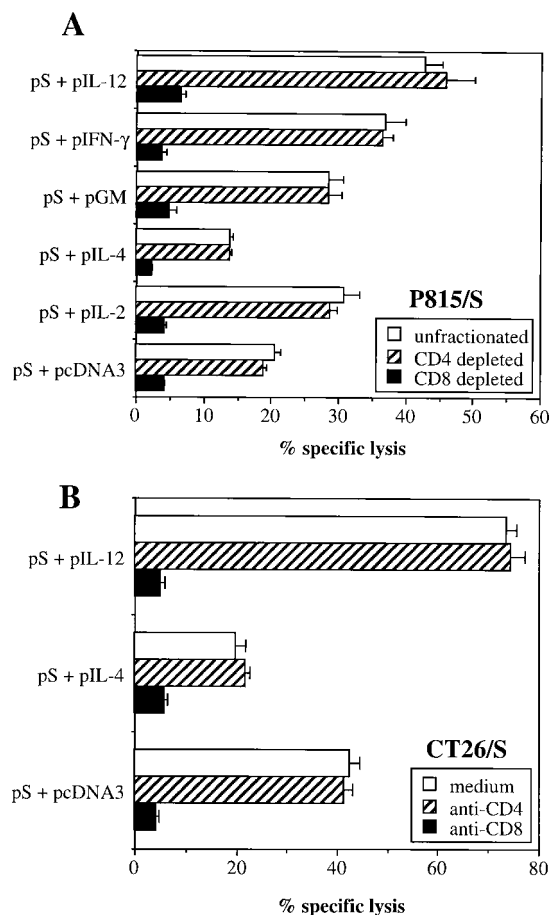 A
pS + pIL-12
pS + pIFN-γ
pS + pGM
pS + pIL-4
pS + pIL-2
pS + pcDNA3
P815/S
unfractionated
CD4 depleted
CD8 depleted
0 10 20 30 40 50 60
% specific lysis
B
pS + pIL-12
pS + pIL-4
pS + pcDNA3
CT26/S
medium
anti-CD4
anti-CD8
0 20 40 60 80
% specific lysis